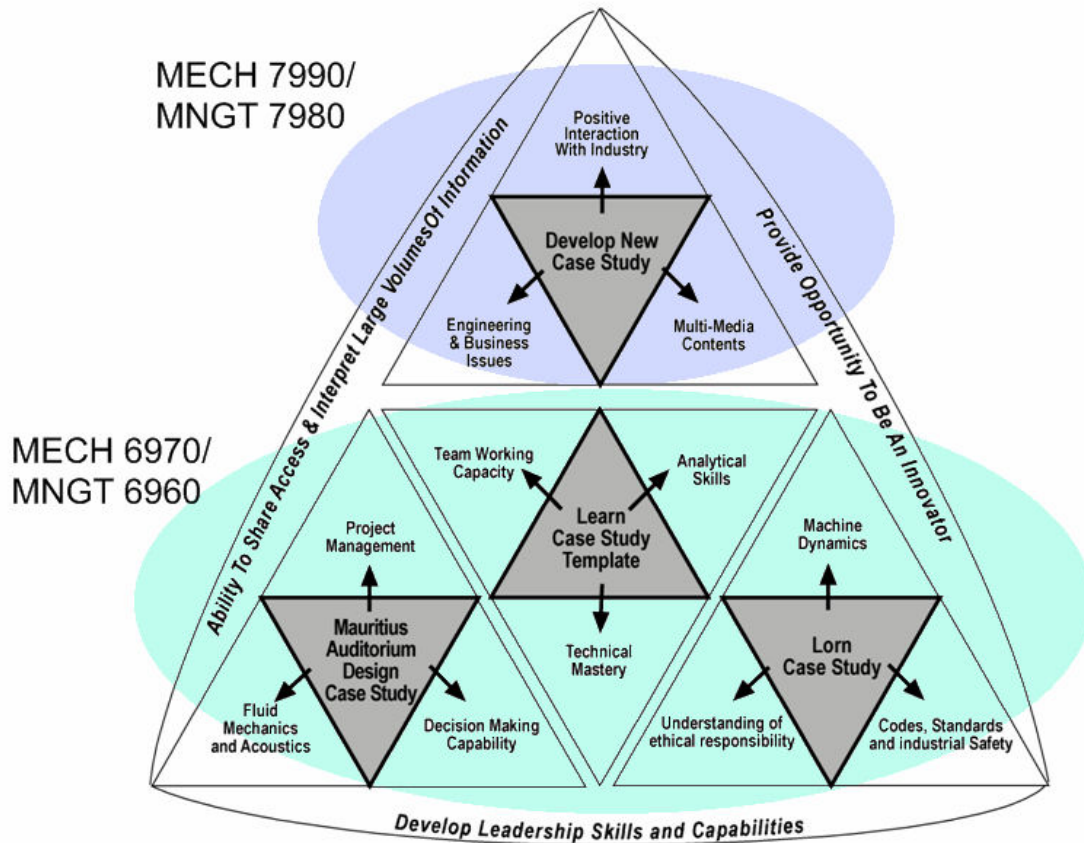 MECH 7990/
MNGT 7980
Positive
Interaction
With Industry
Develop New
Case Study
Engineering
& Business
Issues
Multi-Media
Contents
Ability To Share Access & Interpret Large VolumesOf Information
Provide Opportunity To Be An Innovator
MECH 6970/
MNGT 6960
Team Working
Capacity
Analytical
Skills
Learn
Case Study
Template
Technical
Mastery
Project
Management
Mauritius
Auditorium
Design
Case Study
Fluid
Mechanics
and Acoustics
Decision Making
Capability
Machine
Dynamics
Lorn
Case Study
Understanding of
ethical responsibility
Codes, Standards
and industrial Safety
Develop Leadership Skills and Capabilities